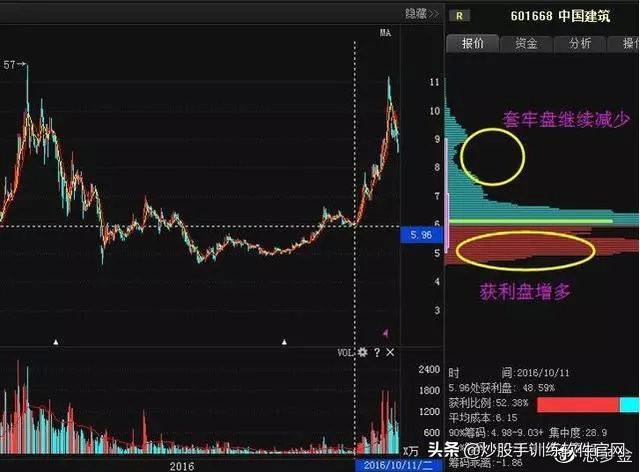 隐藏>>
R 601668 中国建筑
MA
报价 资金 分析 操
57→
11
10
9
8
7
6
5.96
5
4
3
套牢盘继续减少
获利盘增多
VOL ? ×
2400
1800
1200
600
X万
2016
2016/10/11/二
时 间:2016/10/11
5.96处获利盘: 48.59%
获利比例:52.38%
平均成本:6.15
90%筹码: 4.98-9.03+ 集中度:28.9
筹码乖离: -1.86
头条 @炒股手训练软件官网